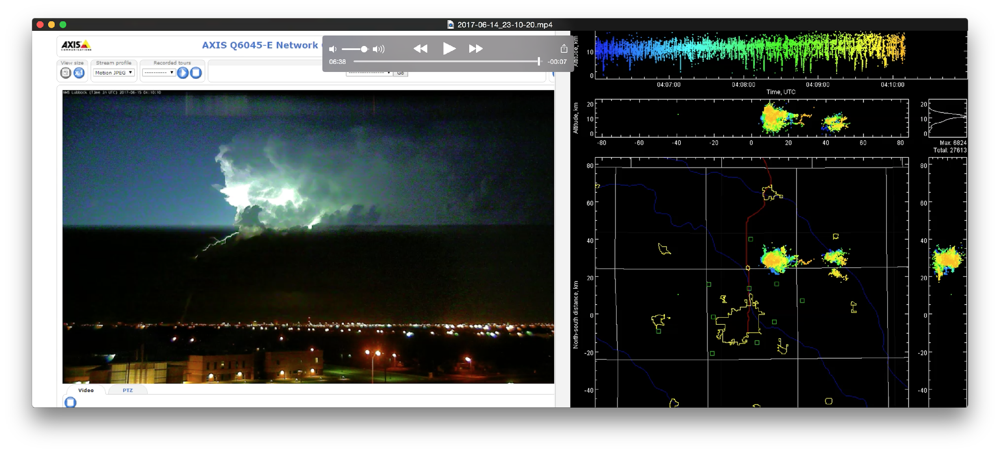 2017-06-14_23-10-20.mp4
AXIS
COMMUNICATIONS
AXIS Q6045-E Network
06:38
-00:07
View size
Stream profile
Recorded tours
x1
Motion JPEG
----------
Go
NWS Lubbock (Time in UTC) 2017-06-15 04:10:10
Video
PTZ
Altitude, km
10
0
04:07:00
04:08:00
04:09:00
04:10:00
Time, UTC
Altitude, km
20
10
0
-80
-60
-40
-20
0
20
40
60
80
20
10
0
Max: 6824
Total: 27613
North-south distance, km
80
60
40
20
0
-20
-40
80
60
40
20
0
-20
-40